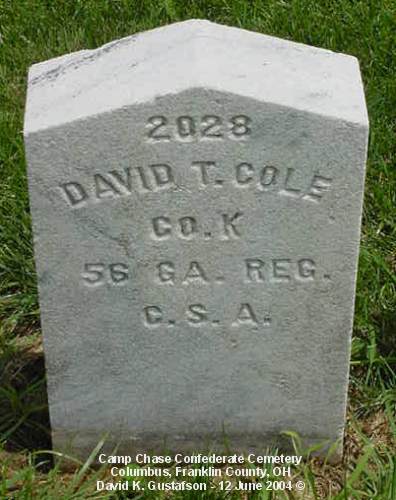 2028
DAVID T. COLE
CO. K
56 GA. REG.
C. S. A.
Camp Chase Confederate Cemetery
Columbus, Franklin County, OH
David K. Gustafson - 12 June 2004 ©